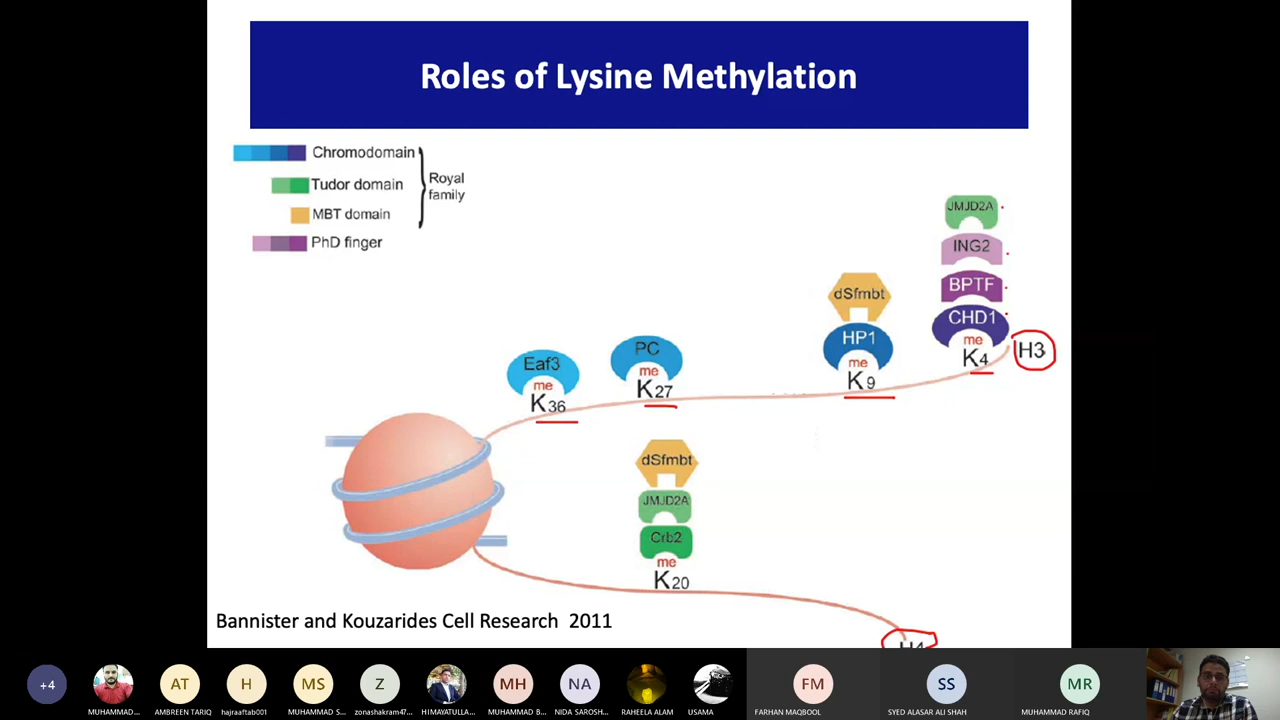 Roles of Lysine Methylation
Chromodomain
Tudor domain
MBT domain
Royal
family
PhD finger
JMJD2A
ING2
BPTF
CHD1
me
K4
H3
dSfmbt
HP1
me
K9
PC
me
K27
Eaf3
me
K36
dSfmbt
JMJD2A
Crb2
me
K20
H4
Bannister and Kouzarides Cell Research 2011
+4
AT
H
MS
Z
MH
NA
FM
SS
MR
MUHAMMAD...
AMBREEN TARIQ
hajraaftab001
MUHAMMAD S...
zonashakram47...
HIMAYATULLA...
MUHAMMAD B...
NIDA SAROSH...
RAHEELA ALAM
USAMA
FARHAN MAQBOOL
SYED ALASAR ALI SHAH
MUHAMMAD RAFIQ